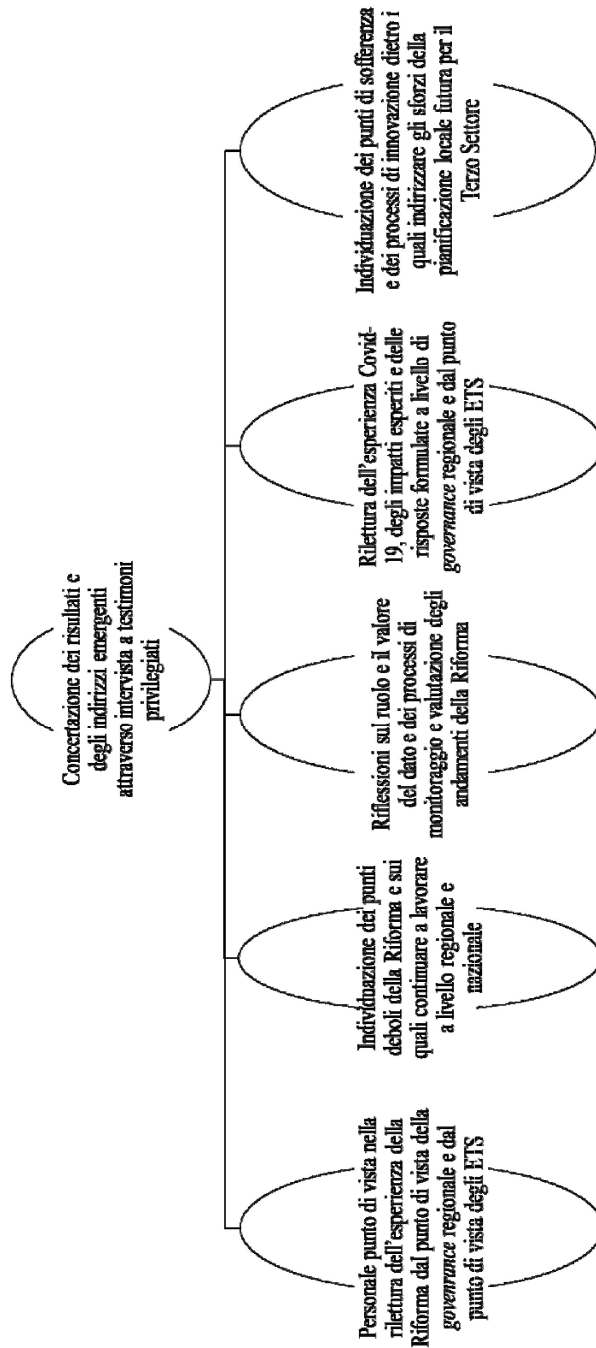 Concertazione dei risultati e
degli indirizzi emergenti
attraverso intervista a testimoni
privilegiati
Personale punto di vista nella
rilettura dell'esperienza della
Riforma dal punto di vista della
govenrance regionale e dal
punto di vista degli ETS
Individuazione dei punti
deboli della Riforma e sui
quali continuare a lavorare
a livello regionale e
nazionale
Riflessioni sul ruolo e il valore
del dato e dei processi di
monitoraggio e valutazione degli
andamenti della Riforma
Rilettura dell'esperienza Covid-
19, degli impatti esperiti e delle
risposte formulate a livello di
governance regionale e dal punto
di vista degli ETS
Individuazione dei punti di sofferenza
e dei processi di innovazione dietro i
quali indirizzare gli sforzi della
pianificazione locale futura per il
Terzo Settore